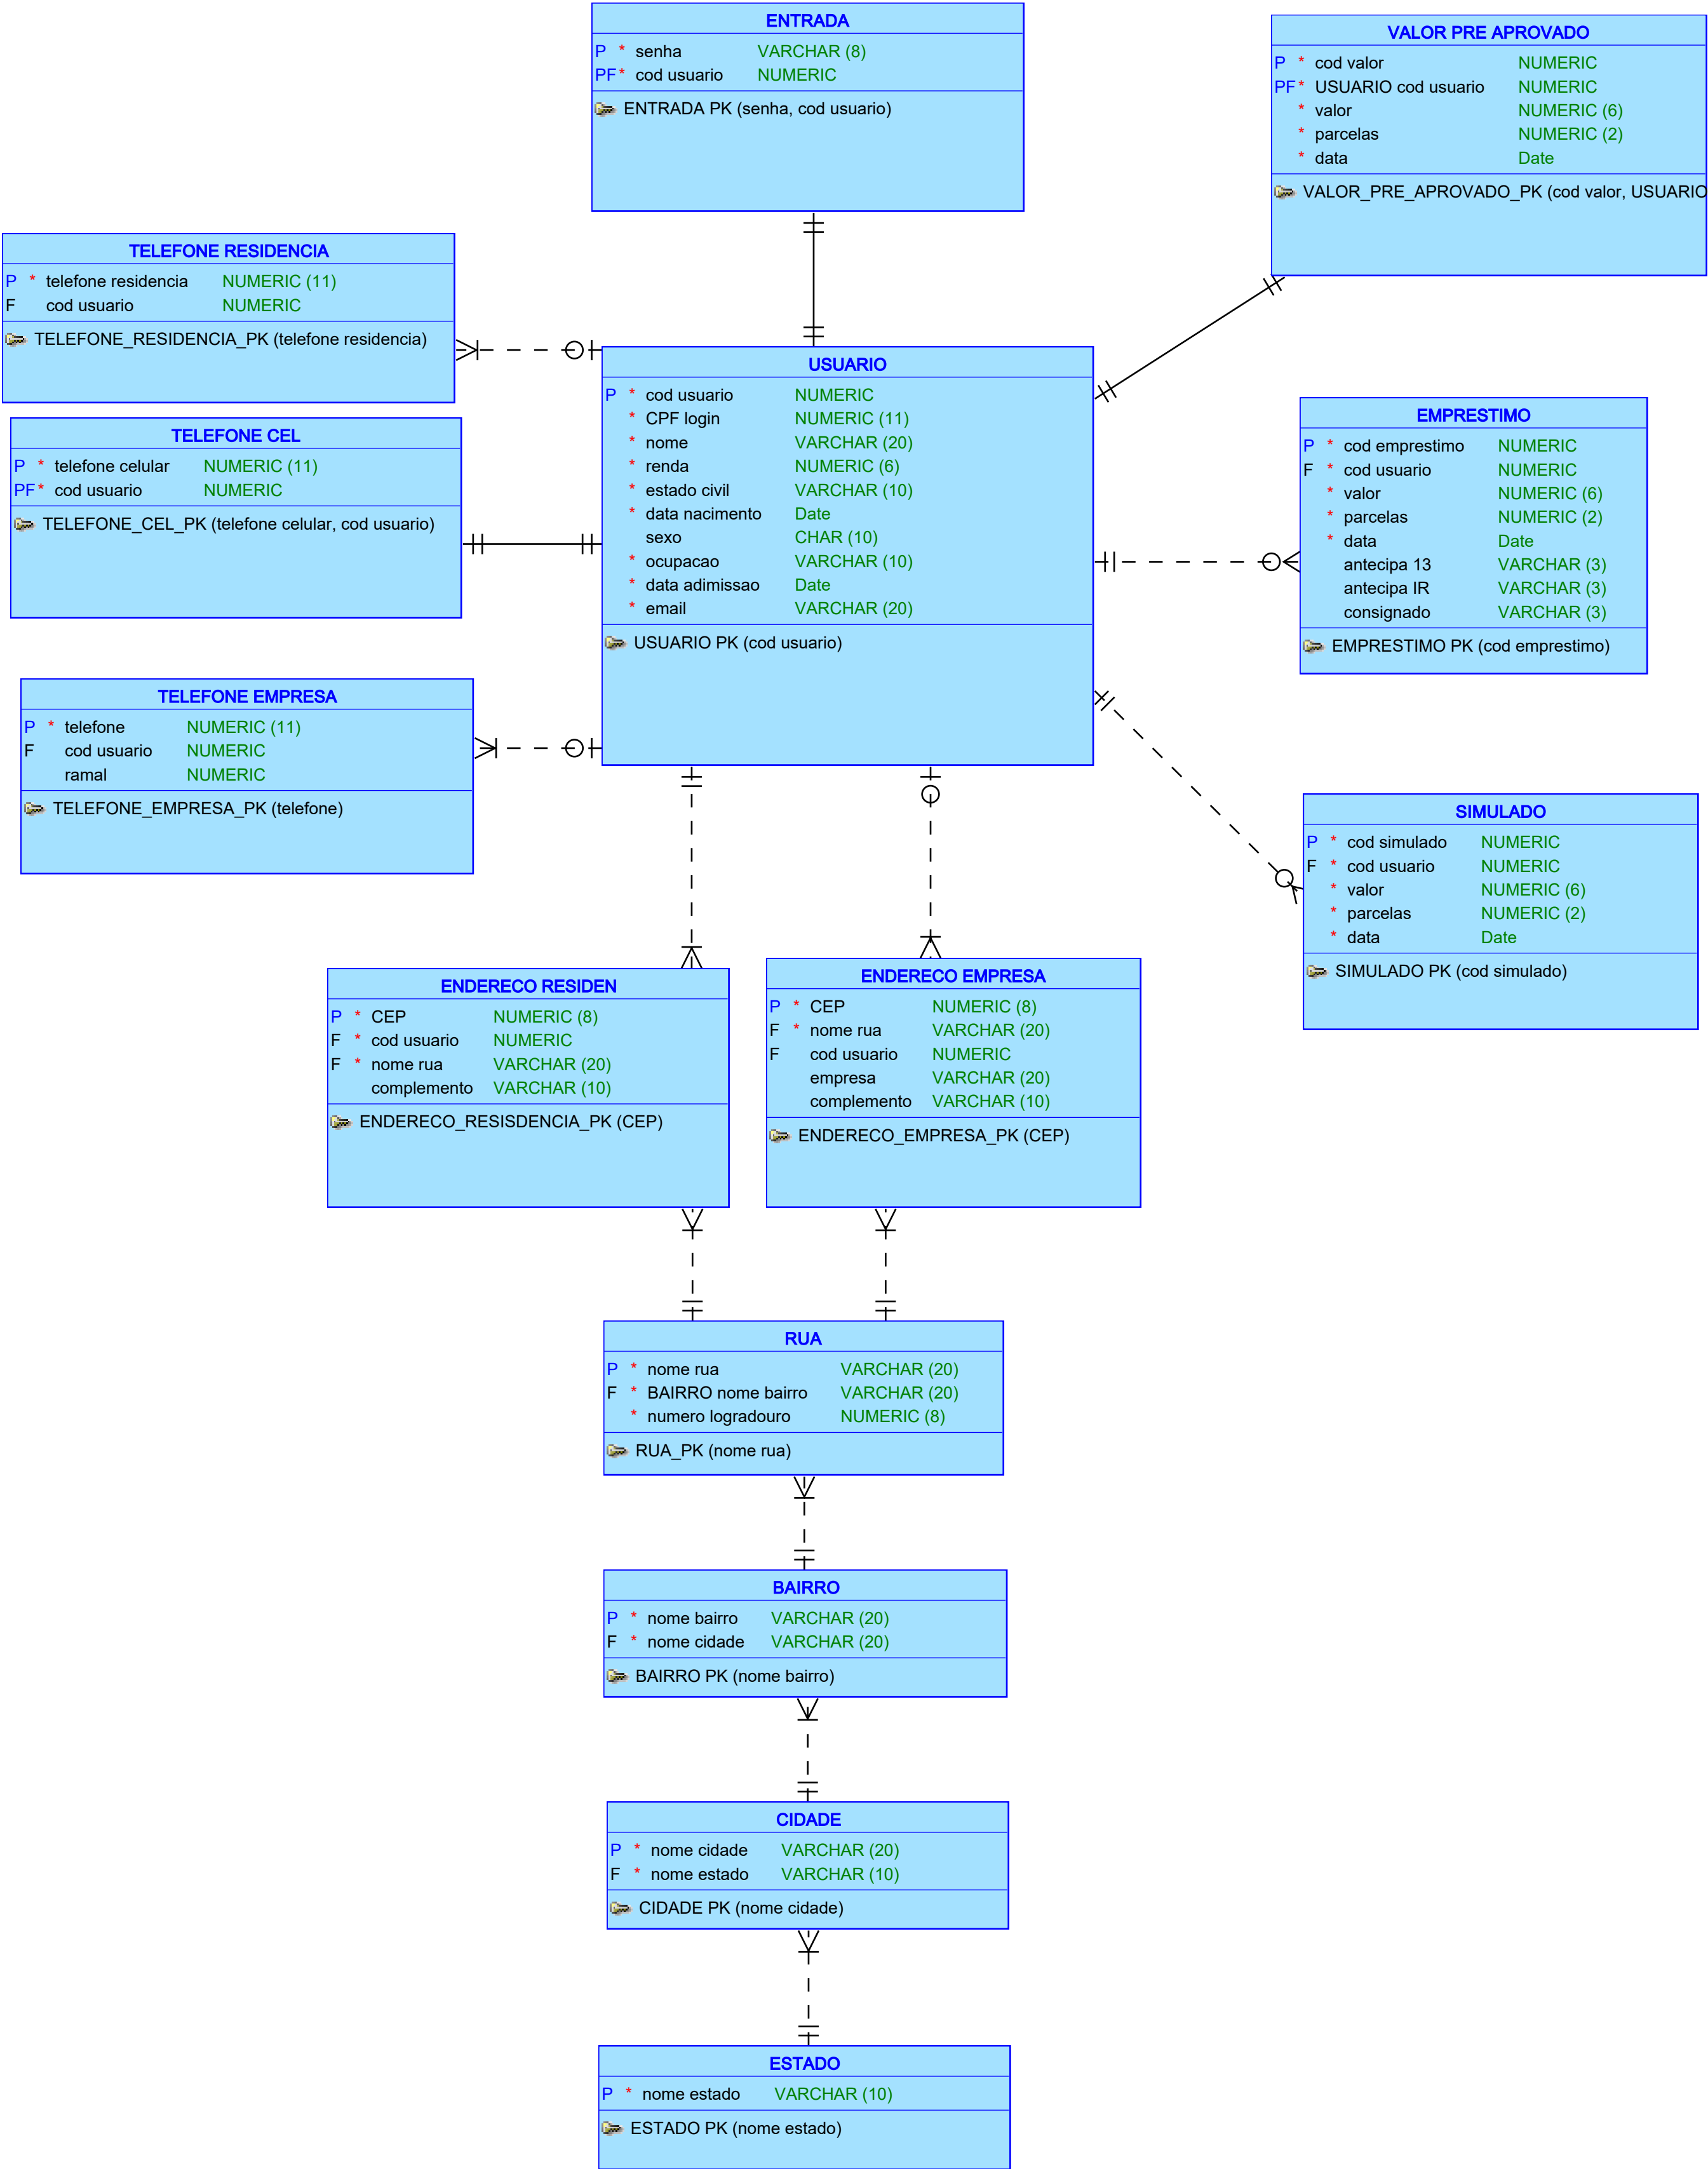 ENTRADA
P * senha VARCHAR (8)
PF* cod usuario NUMERIC
ENTRADA PK (senha, cod usuario)
VALOR PRE APROVADO
P * cod valor NUMERIC
PF* USUARIO cod usuario NUMERIC
* valor NUMERIC (6)
* parcelas NUMERIC (2)
* data Date
VALOR_PRE_APROVADO_PK (cod valor, USUARIO
TELEFONE RESIDENCIA
P * telefone residencia NUMERIC (11)
F cod usuario NUMERIC
TELEFONE_RESIDENCIA_PK (telefone residencia)
TELEFONE CEL
P * telefone celular NUMERIC (11)
PF* cod usuario NUMERIC
TELEFONE_CEL_PK (telefone celular, cod usuario)
USUARIO
P * cod usuario NUMERIC
* CPF login NUMERIC (11)
* nome VARCHAR (20)
* renda NUMERIC (6)
* estado civil VARCHAR (10)
* data nacimento Date
sexo CHAR (10)
* ocupacao VARCHAR (10)
* data adimissao Date
* email VARCHAR (20)
USUARIO PK (cod usuario)
EMPRESTIMO
P * cod emprestimo NUMERIC
F * cod usuario NUMERIC
* valor NUMERIC (6)
* parcelas NUMERIC (2)
* data Date
antecipa 13 VARCHAR (3)
antecipa IR VARCHAR (3)
consignado VARCHAR (3)
EMPRESTIMO PK (cod emprestimo)
TELEFONE EMPRESA
P * telefone NUMERIC (11)
F cod usuario NUMERIC
ramal NUMERIC
TELEFONE_EMPRESA_PK (telefone)
SIMULADO
P * cod simulado NUMERIC
F * cod usuario NUMERIC
* valor NUMERIC (6)
* parcelas NUMERIC (2)
* data Date
SIMULADO PK (cod simulado)
ENDERECO RESIDEN
P * CEP NUMERIC (8)
F * cod usuario NUMERIC
F * nome rua VARCHAR (20)
complemento VARCHAR (10)
ENDERECO_RESISDENCIA_PK (CEP)
ENDERECO EMPRESA
P * CEP NUMERIC (8)
F * nome rua VARCHAR (20)
F cod usuario NUMERIC
empresa VARCHAR (20)
complemento VARCHAR (10)
ENDERECO_EMPRESA_PK (CEP)
RUA
P * nome rua VARCHAR (20)
F * BAIRRO nome bairro VARCHAR (20)
* numero logradouro NUMERIC (8)
RUA_PK (nome rua)
BAIRRO
P * nome bairro VARCHAR (20)
F * nome cidade VARCHAR (20)
BAIRRO PK (nome bairro)
CIDADE
P * nome cidade VARCHAR (20)
F * nome estado VARCHAR (10)
CIDADE PK (nome cidade)
ESTADO
P * nome estado VARCHAR (10)
ESTADO PK (nome estado)